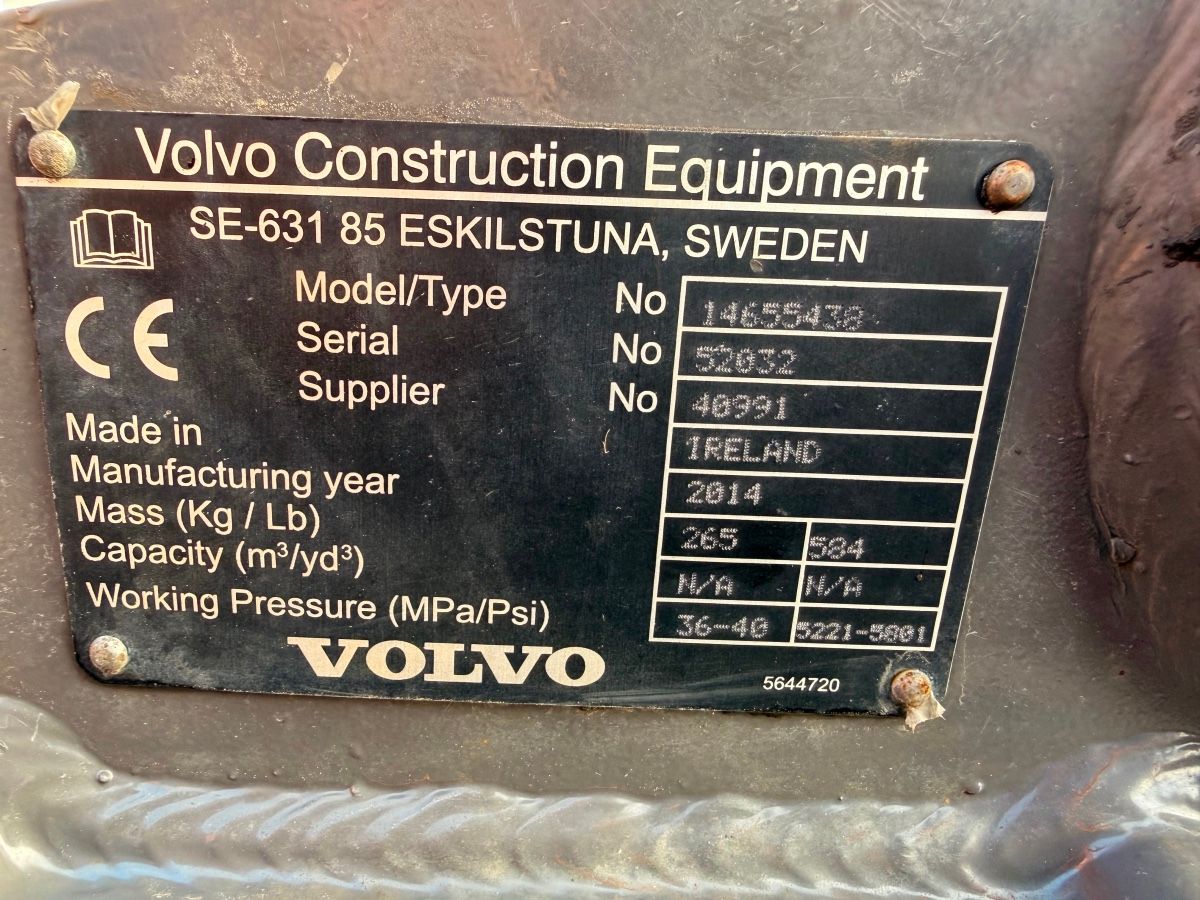 Volvo Construction Equipment
SE-631 85 ESKILSTUNA, SWEDEN
CE
Model/Type No 14655438
Serial No 52032
Supplier No 40991
Made in IRELAND
Manufacturing year 2014
Mass (Kg / Lb) 265 584
Capacity (m³/yd³) N/A N/A
Working Pressure (MPa/Psi) 36-40 5221-5801
VOLVO
5644720